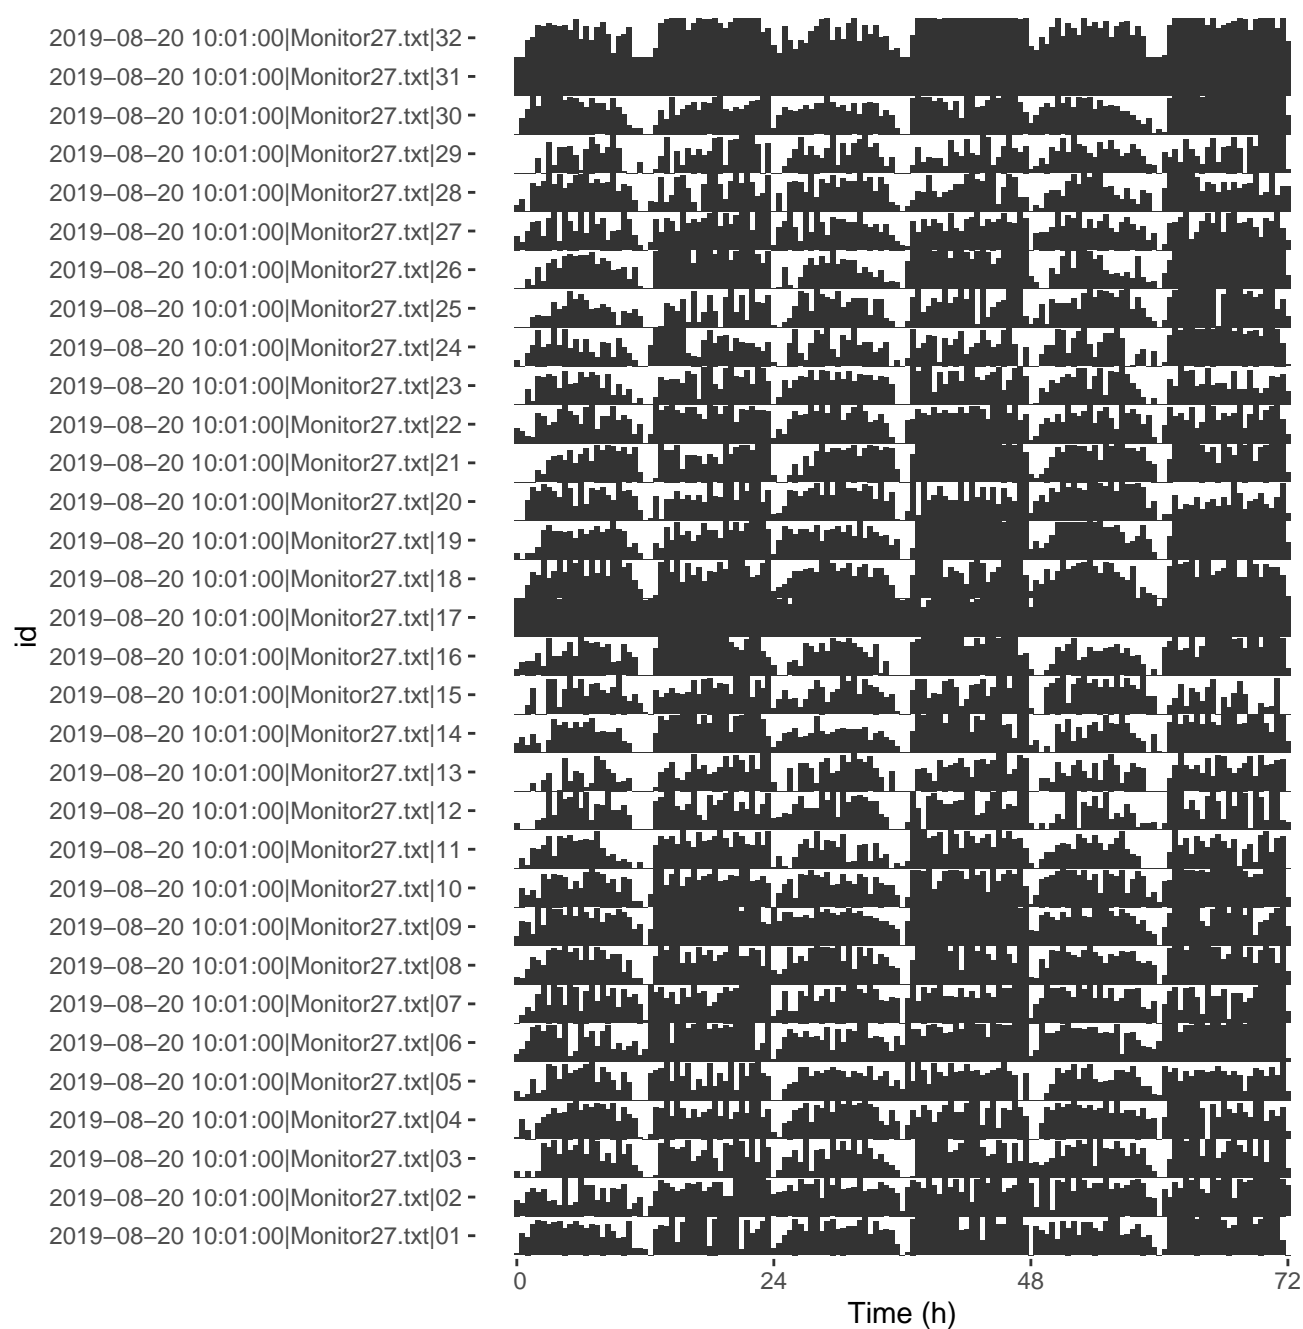 2019−08−20 10:01:00|Monitor27.txt|32
2019−08−20 10:01:00|Monitor27.txt|31
2019−08−20 10:01:00|Monitor27.txt|30
2019−08−20 10:01:00|Monitor27.txt|29
2019−08−20 10:01:00|Monitor27.txt|28
2019−08−20 10:01:00|Monitor27.txt|27
2019−08−20 10:01:00|Monitor27.txt|26
2019−08−20 10:01:00|Monitor27.txt|25
2019−08−20 10:01:00|Monitor27.txt|24
2019−08−20 10:01:00|Monitor27.txt|23
2019−08−20 10:01:00|Monitor27.txt|22
2019−08−20 10:01:00|Monitor27.txt|21
2019−08−20 10:01:00|Monitor27.txt|20
2019−08−20 10:01:00|Monitor27.txt|19
2019−08−20 10:01:00|Monitor27.txt|18
2019−08−20 10:01:00|Monitor27.txt|17
id
2019−08−20 10:01:00|Monitor27.txt|16
2019−08−20 10:01:00|Monitor27.txt|15
2019−08−20 10:01:00|Monitor27.txt|14
2019−08−20 10:01:00|Monitor27.txt|13
2019−08−20 10:01:00|Monitor27.txt|12
2019−08−20 10:01:00|Monitor27.txt|11
2019−08−20 10:01:00|Monitor27.txt|10
2019−08−20 10:01:00|Monitor27.txt|09
2019−08−20 10:01:00|Monitor27.txt|08
2019−08−20 10:01:00|Monitor27.txt|07
2019−08−20 10:01:00|Monitor27.txt|06
2019−08−20 10:01:00|Monitor27.txt|05
2019−08−20 10:01:00|Monitor27.txt|04
2019−08−20 10:01:00|Monitor27.txt|03
2019−08−20 10:01:00|Monitor27.txt|02
2019−08−20 10:01:00|Monitor27.txt|01
0 24 48 72
Time (h)